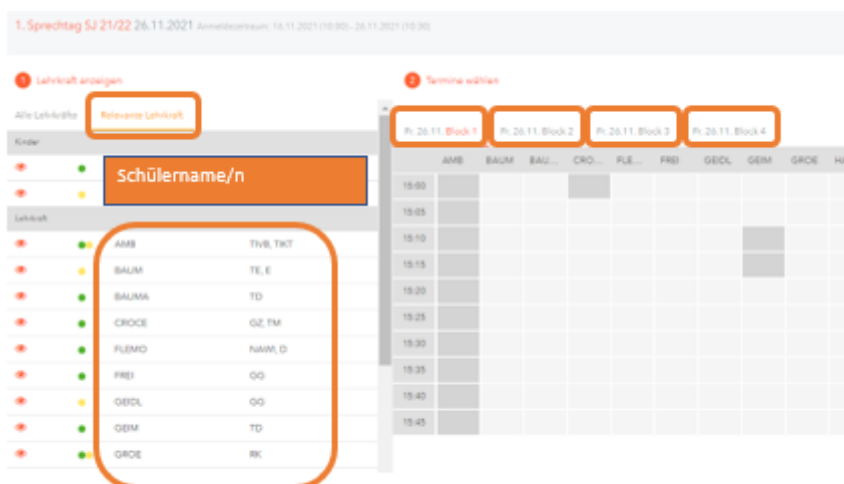 1. Sprechtag SJ 21/22 26.11.2021 Anmeldezeitraum: 16.11.2021 (10:00) - 26.11.2021 (10:30)
1 Lehrkraft anzeigen
Alle Lehrkräfte Relevante Lehrkraft
Kinder
Schülername/n
Lehrkraft
AMB TIVB, TIKT
BAUM TE, E
BAUMA TD
CROCE GZ, TM
FLEMO NAWI, D
FREI GG
GEIDL GG
GEIM TD
GROE RK
2 Termine wählen
Fr. 26.11. Block 1 Fr. 26.11. Block 2 Fr. 26.11. Block 3 Fr. 26.11. Block 4
AMB BAUM BAU... CRO... FLE... FREI GEIDL GEIM GROE
15:00
15:05
15:10
15:15
15:20
15:25
15:30
15:35
15:40
15:45